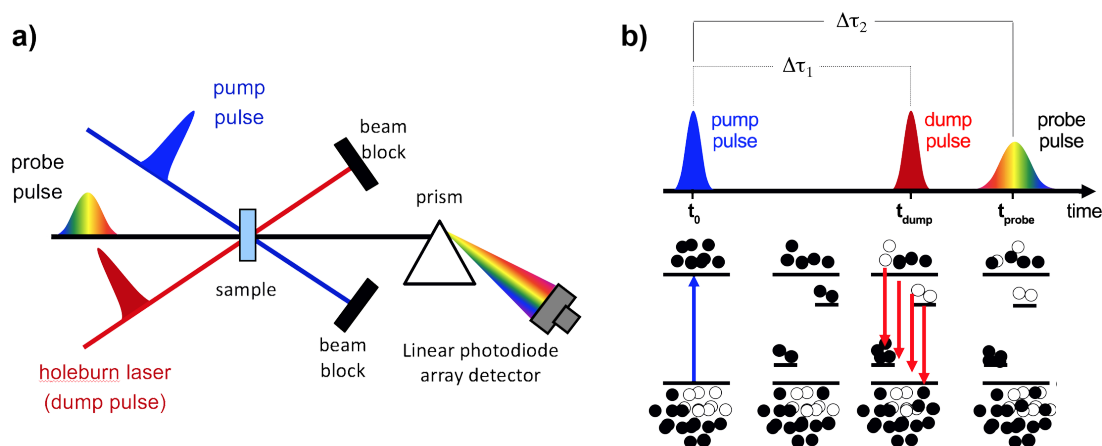 a)
pump
pulse
probe
pulse
beam
block
prism
sample
beam
block
holeburn laser
(dump pulse)
Linear photodiode
array detector
b)
Δτ2
Δτ1
pump
pulse
dump
pulse
probe
pulse
t0
tdump
tprobe
time